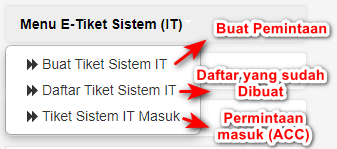 Menu E-Tiket Sistem (IT)
Buat Pemintaan
Buat Tiket Sistem IT
Daftar yang sudah
Dibuat
Daftar Tiket Sistem IT
Tiket Sistem IT Masuk
Permintaan
masuk (ACC)